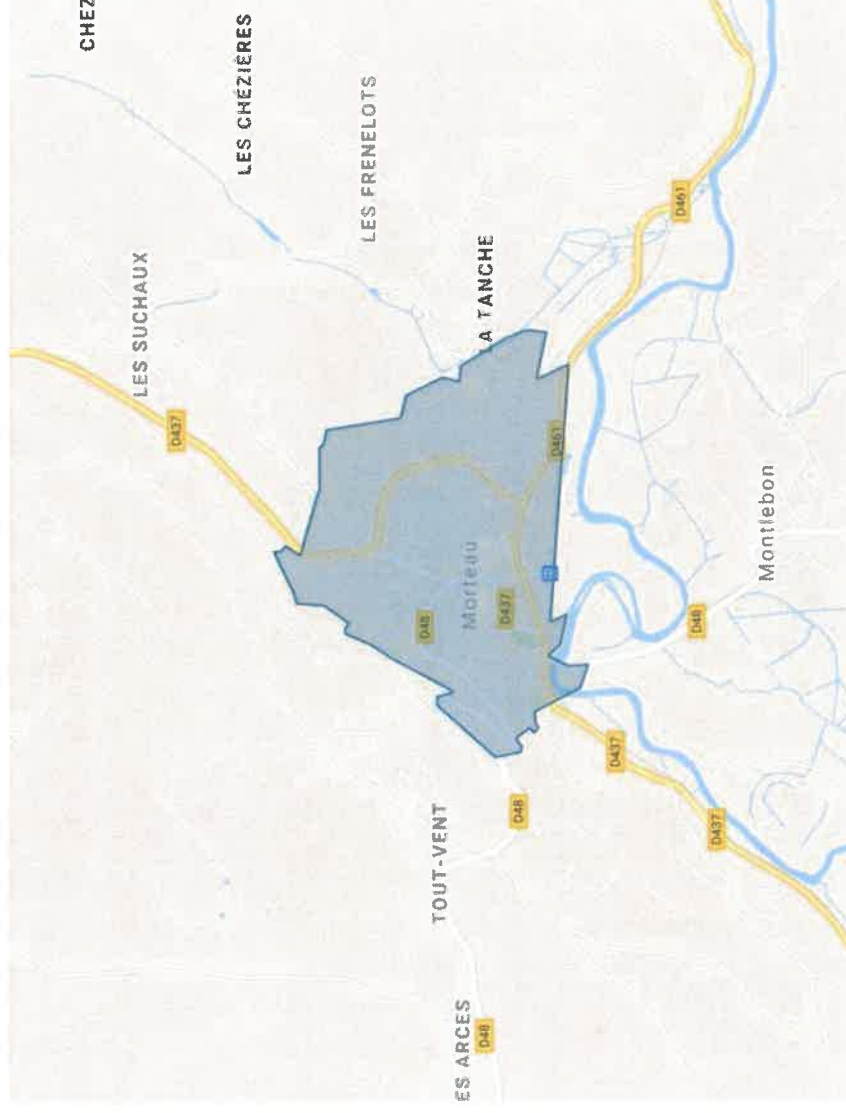 CHEZ
LES SUCHAUX
D437
LES CHÉZIÈRES
LES FRENELOTS
D48
TOUT-VENT
ES ARCES
Morteau
A TANCHE
D48
D437
D48
D461
D437
D461
D48
D437
Montlebon